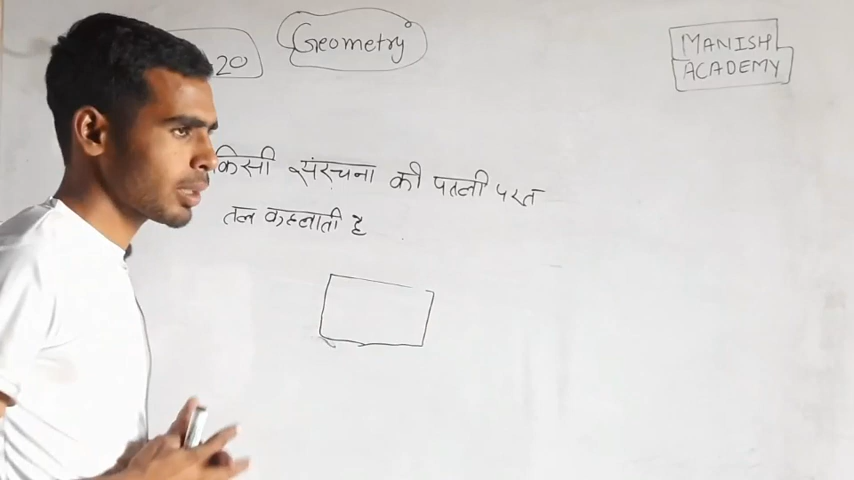 20
Geometry
MANISH
ACADEMY
किसी संरचना की पतली परत
तल कहलाती है